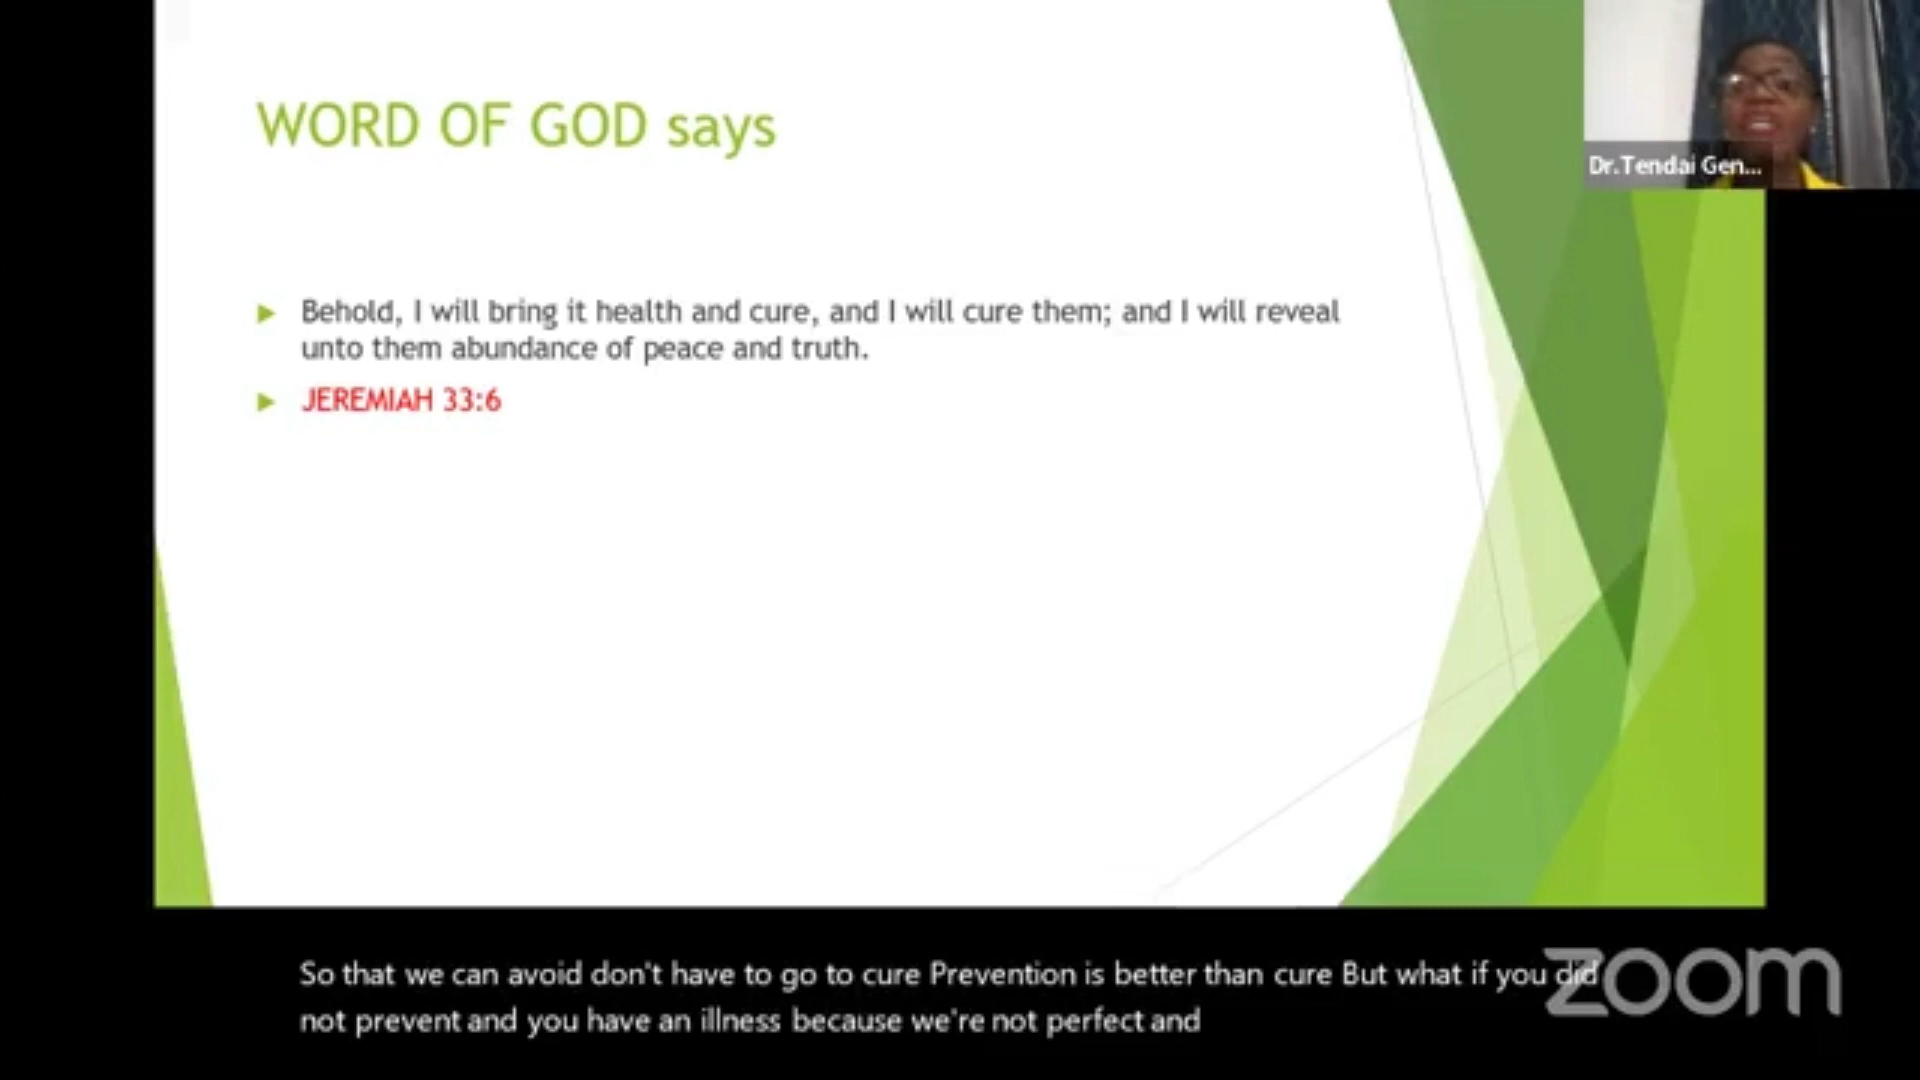 WORD OF GOD says
Dr.Tendai Gen...
Behold, I will bring it health and cure, and I will cure them; and I will reveal
unto them abundance of peace and truth.
JEREMIAH 33:6
So that we can avoid don't have to go to cure Prevention is better than cure But what if you did
not prevent and you have an illness because we're not perfect and
zoom